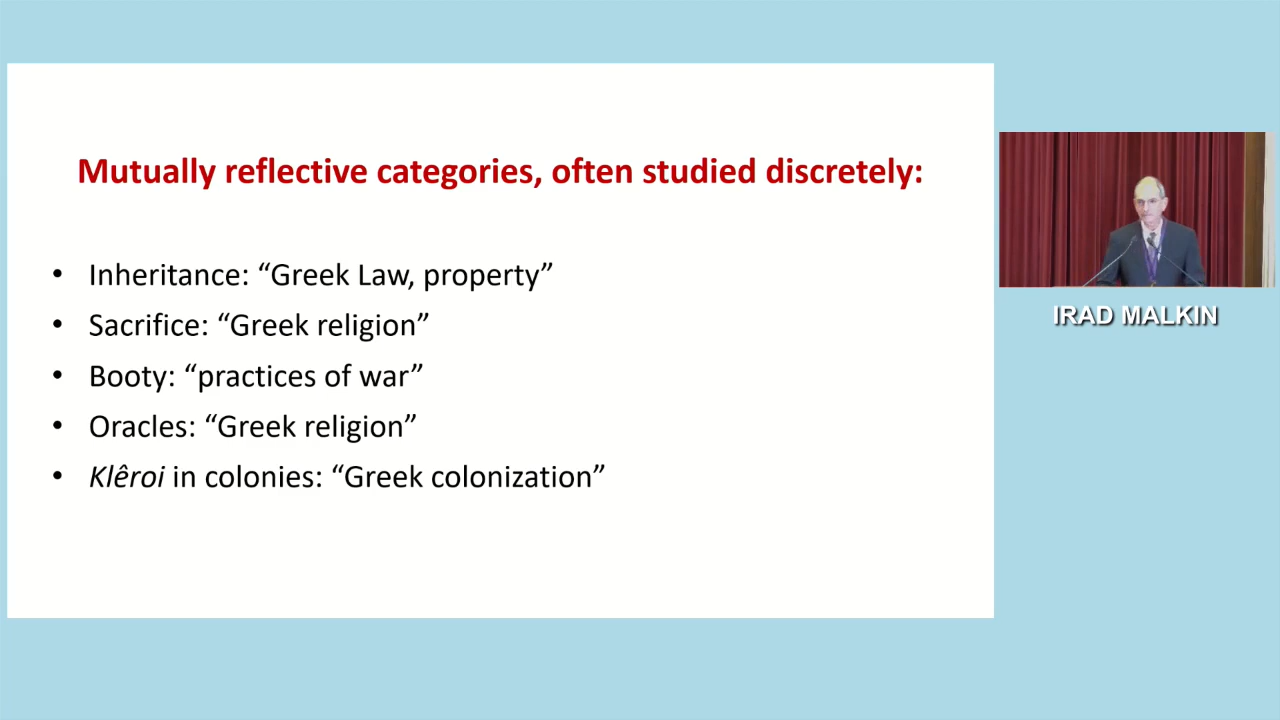 Mutually reflective categories, often studied discretely:
• Inheritance: “Greek Law, property”
• Sacrifice: “Greek religion”
• Booty: “practices of war”
• Oracles: “Greek religion”
• Klêroi in colonies: “Greek colonization”
IRAD MALKIN